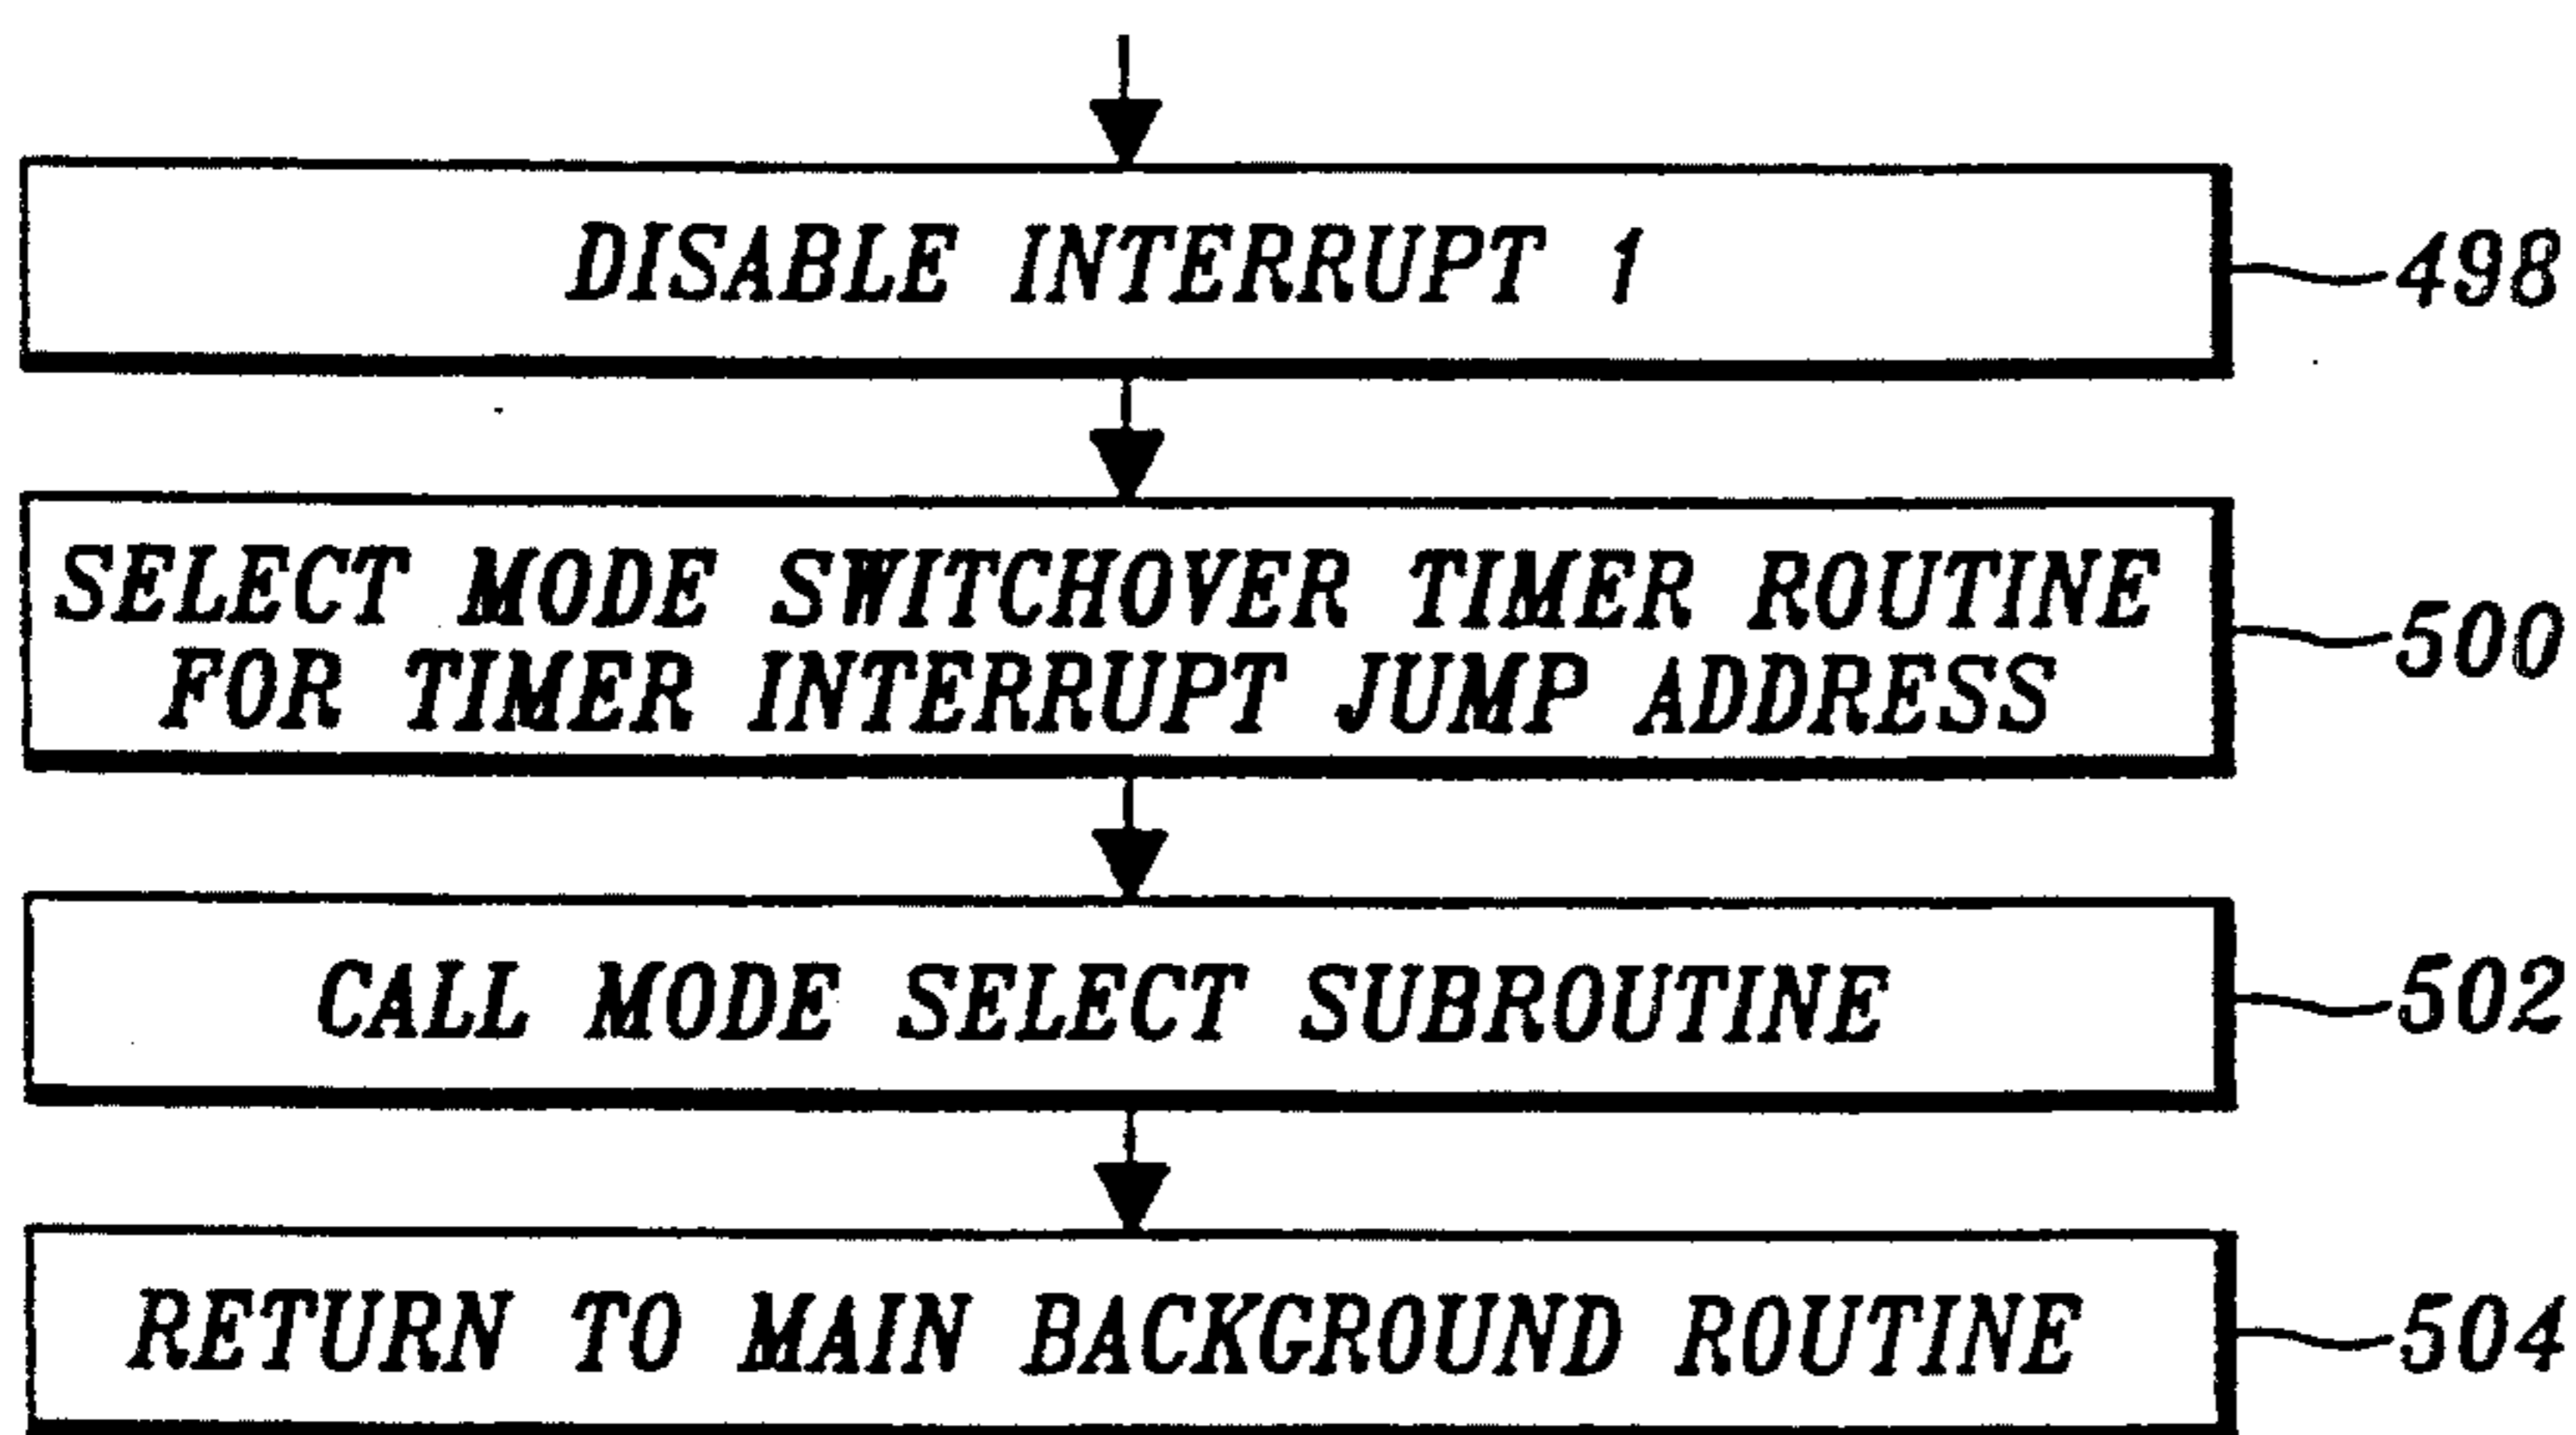 DISABLE INTERRUPT 1
498
SELECT MODE SWITCHOVER TIMER ROUTINE
FOR TIMER INTERRUPT JUMP ADDRESS
500
CALL MODE SELECT SUBROUTINE
502
RETURN TO MAIN BACKGROUND ROUTINE
504